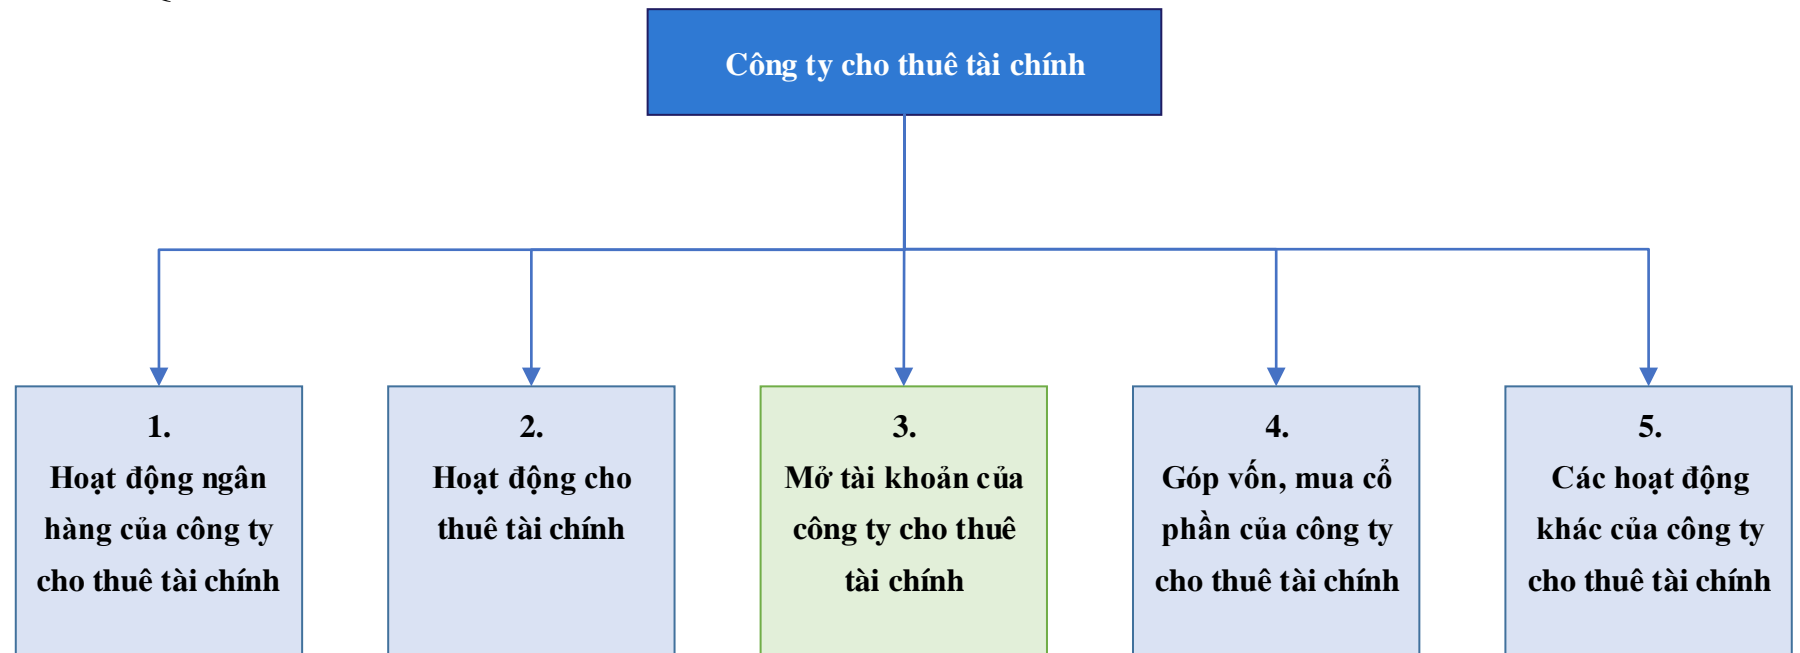 Công ty cho thuê tài chính
1.
Hoạt động ngân
hàng của công ty
cho thuê tài chính
2.
Hoạt động cho
thuê tài chính
3.
Mở tài khoản của
công ty cho thuê
tài chính
4.
Góp vốn, mua cổ
phần của công ty
cho thuê tài chính
5.
Các hoạt động
khác của công ty
cho thuê tài chính